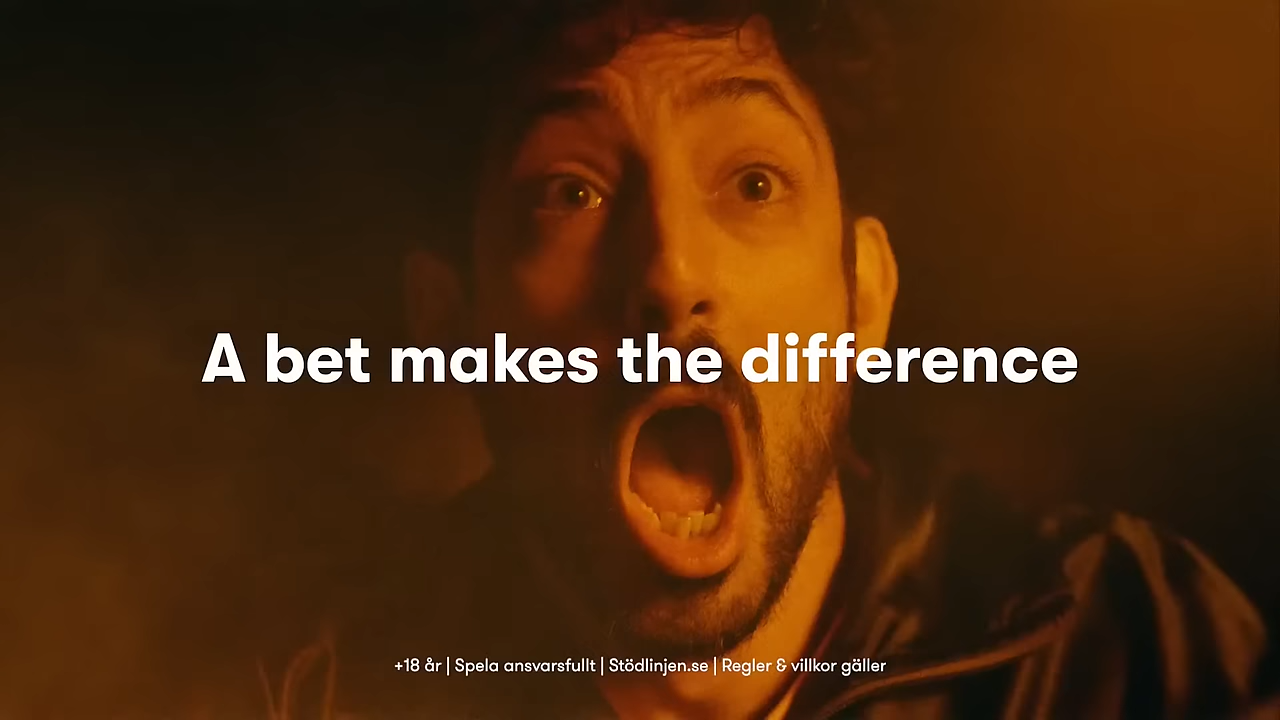 A bet makes the difference
+18 år | Spela ansvarsfullt | Stödlinjen.se | Regler & villkor gäller